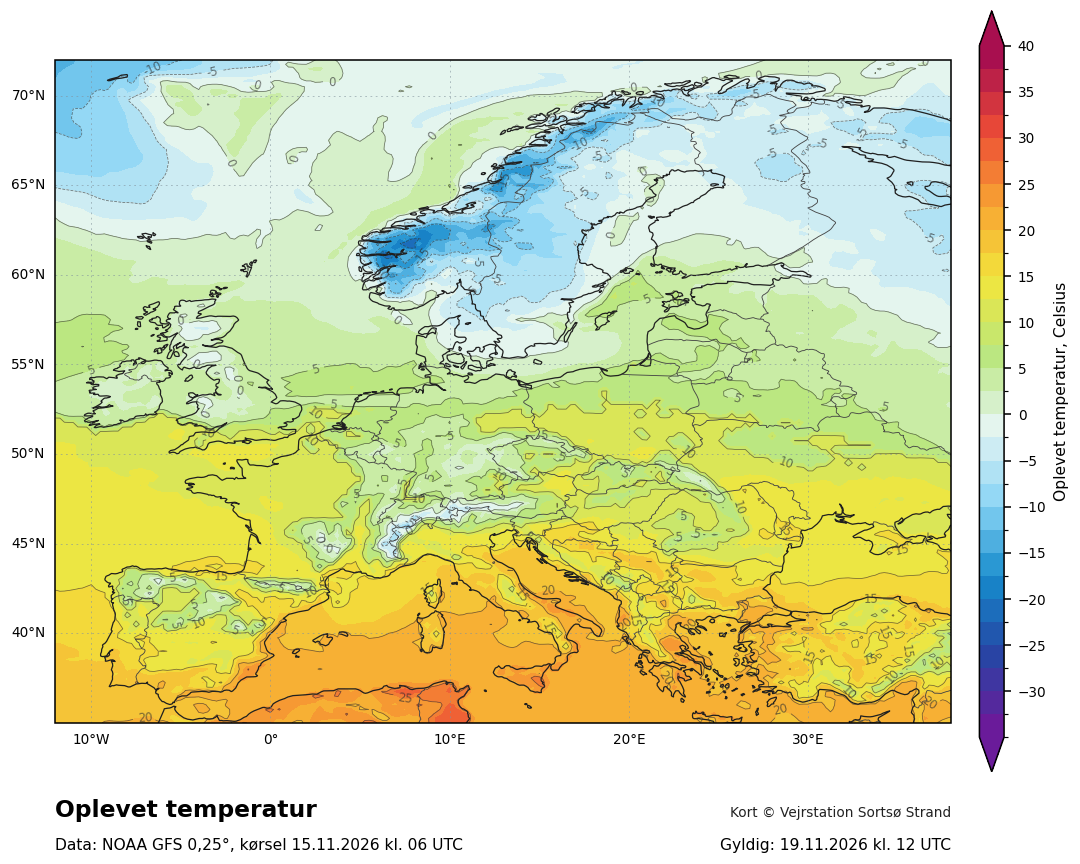 70°N
65°N
60°N
55°N
50°N
45°N
40°N
10°W 0° 10°E 20°E 30°E
40
35
30
25
20
15
10
5
0
−5
−10
−15
−20
−25
−30
Oplevet temperatur, Celsius
Oplevet temperatur
Kort © Vejrstation Sortsø Strand
Data: NOAA GFS 0,25°, kørsel 15.11.2026 kl. 06 UTC
Gyldig: 19.11.2026 kl. 12 UTC